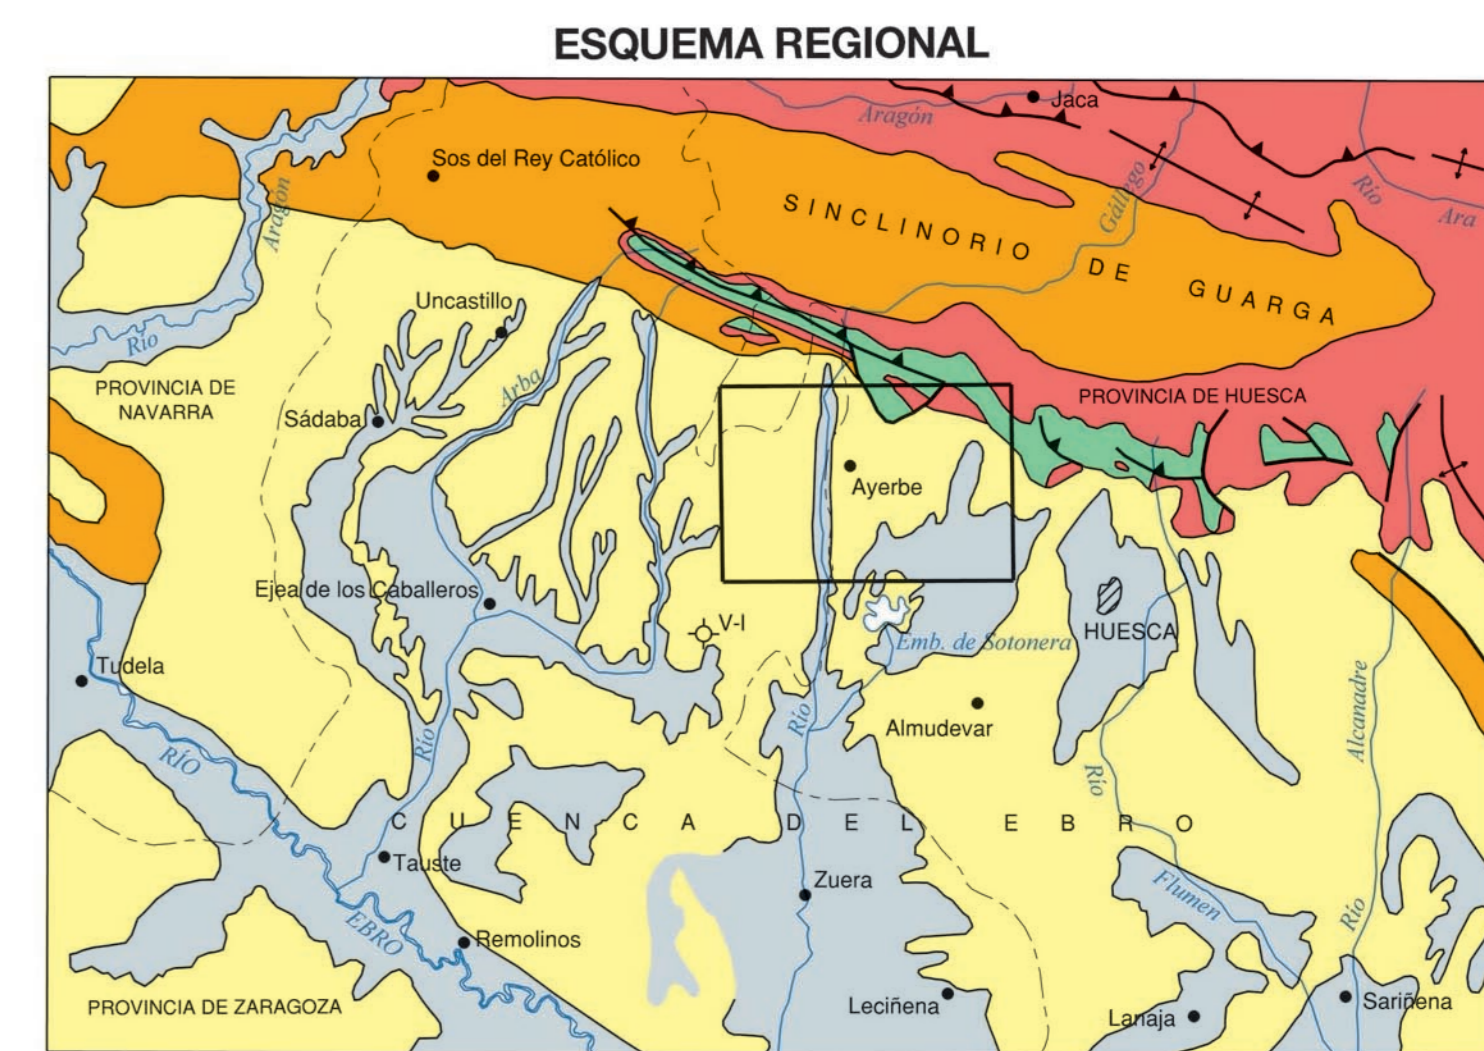 ESQUEMA REGIONAL
Jaca
Aragón
Sos del Rey Católico
Aragón
Gállego
Río
Ara
SINCLINORIO DE GUARGA
Uncastillo
Río
Arba
PROVINCIA DE
NAVARRA
PROVINCIA DE HUESCA
Sádaba
Ayerbe
Ejea de los Caballeros
V-I
HUESCA
Emb. de Sotonera
Tudela
Almudevar
Río
Río
Alcanadre
RÍO
Río
CUENCA DEL EBRO
Tauste
Zuera
Flumen
EBRO
Remolinos
Río
PROVINCIA DE ZARAGOZA
Leciñena
Lanaja
Sariñena